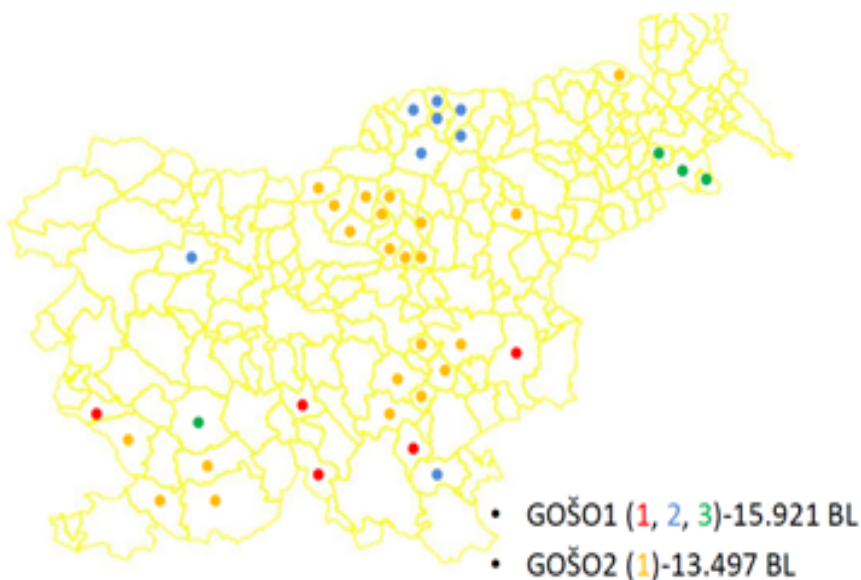 • GOŠO1 (1, 2, 3)-15.921 BL
• GOŠO2 (1)-13.497 BL